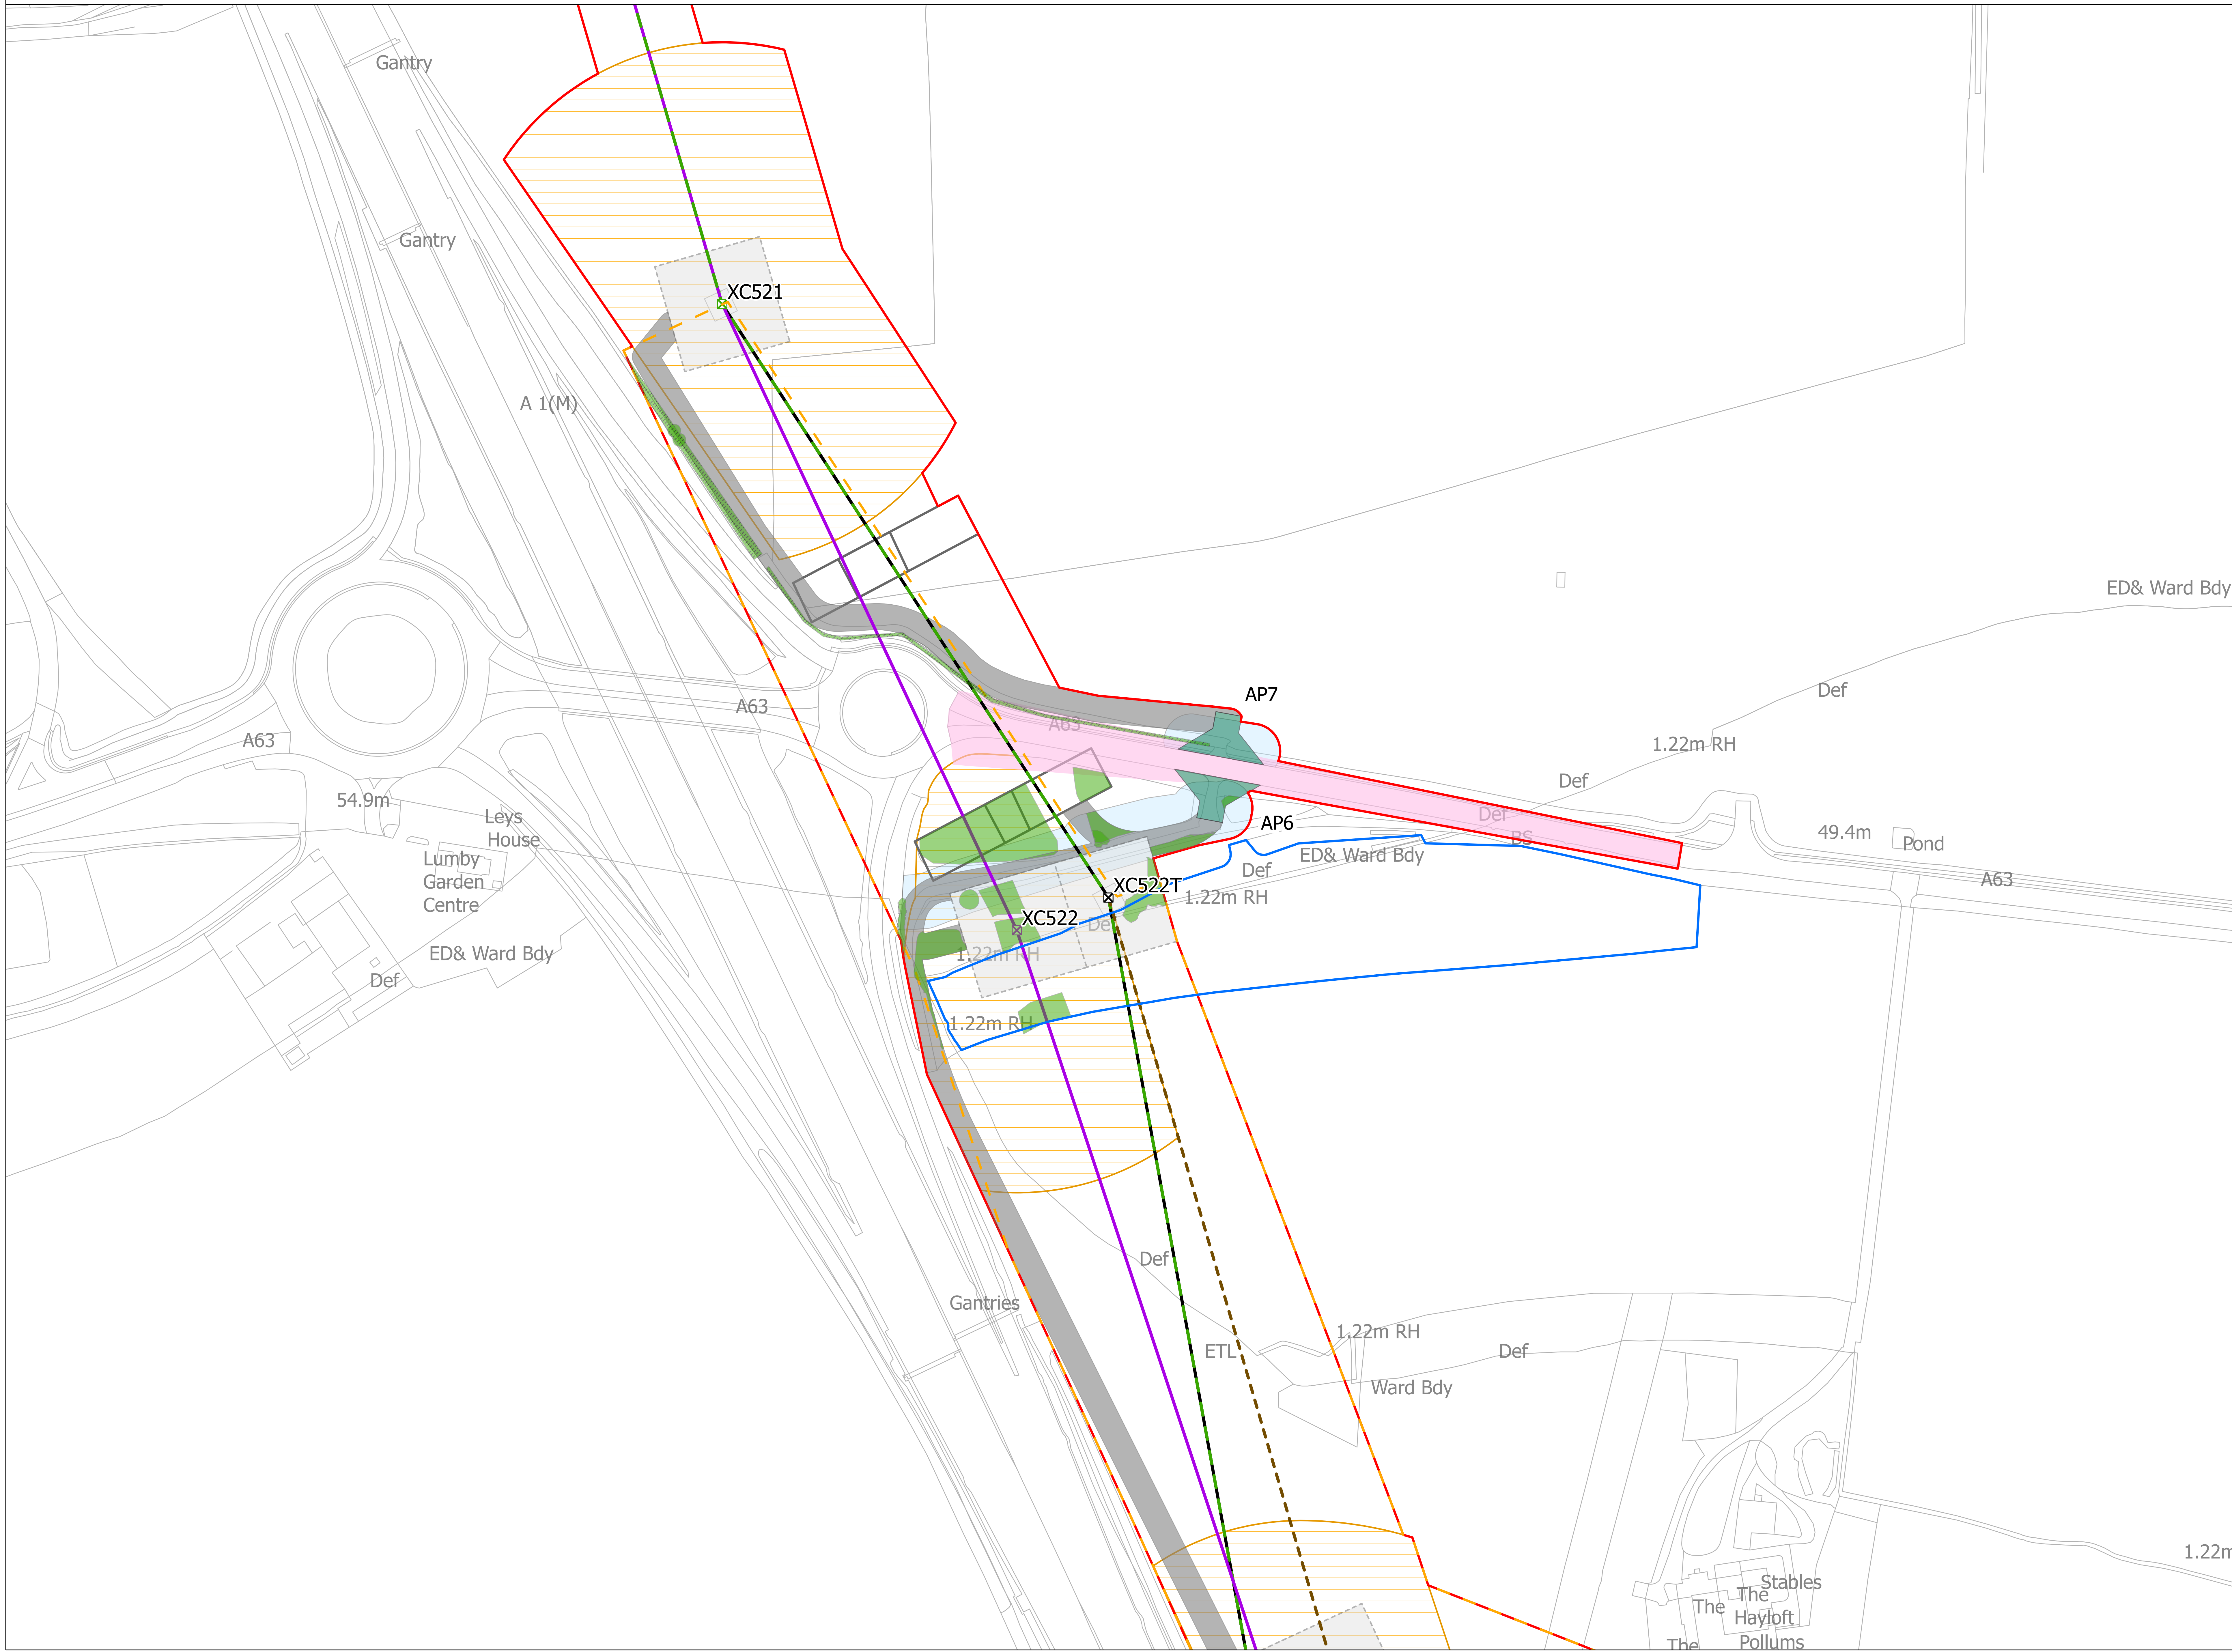 Gantry
Gantry
XC521
A 1(M)
ED& Ward Bdy
Def
AP7
A63
A63
A63
1.22m RH
Def
54.9m
Leys
House
Def
AP6
BS
49.4m
Pond
Lumby
Garden
Centre
ED& Ward Bdy
Def
A63
XC522T
1.22m RH
XC522
De
ED& Ward Bdy
1.22m RH
Def
1.22m RH
Def
Gantries
1.22m RH
ETL
Def
Ward Bdy
1.22m
Stables
The
The
Hayloft
The
Pollums